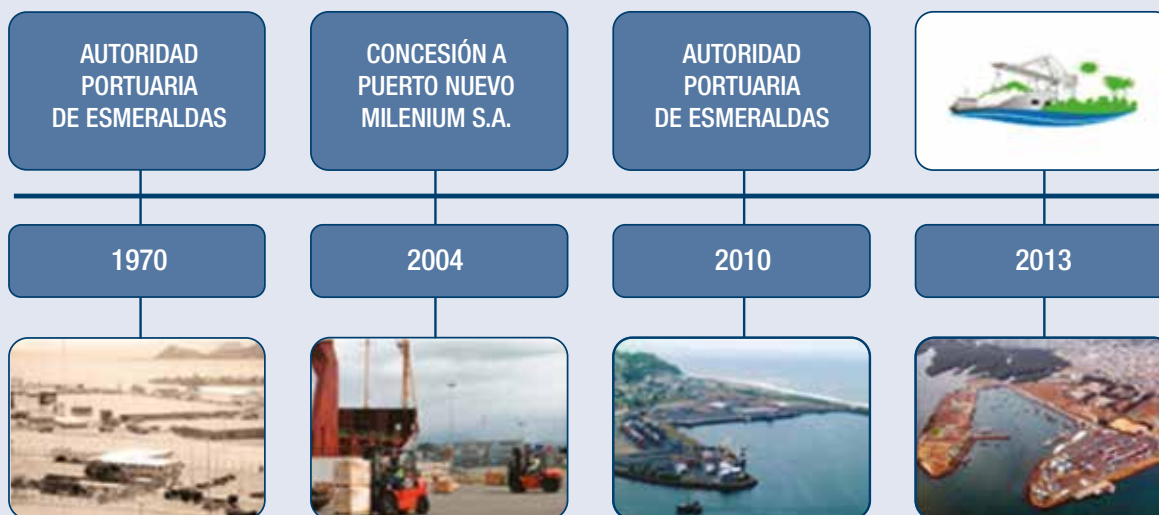 AUTORIDAD
PORTUARIA
DE ESMERALDAS
CONCESIÓN A
PUERTO NUEVO
MILENIUM S.A.
AUTORIDAD
PORTUARIA
DE ESMERALDAS
1970
2004
2010
2013